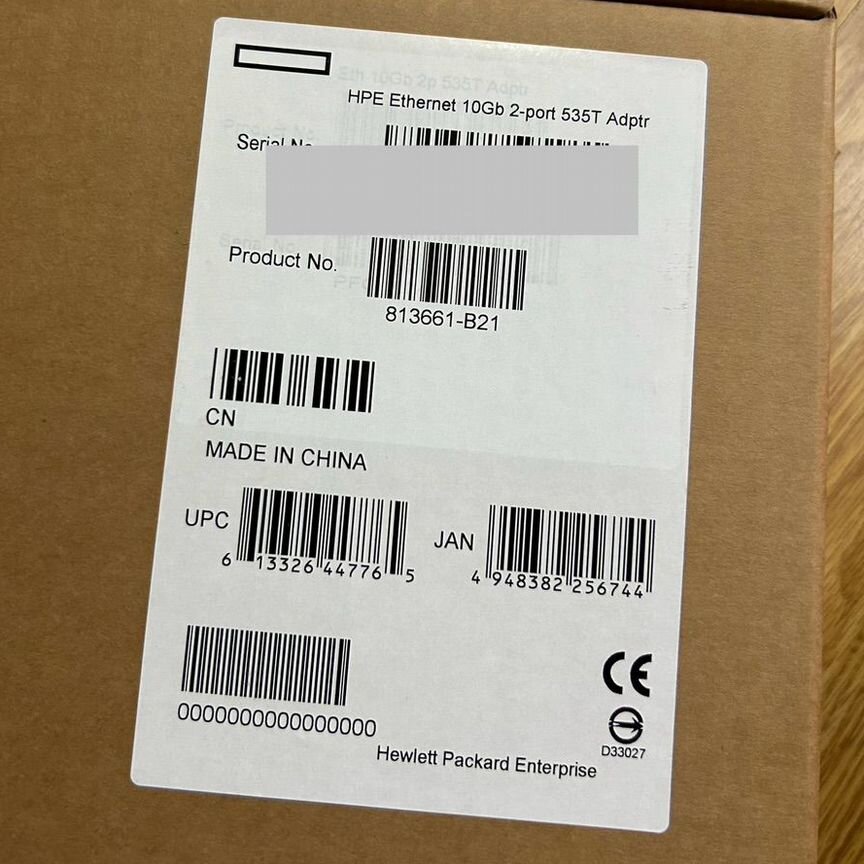 HPE Ethernet 10Gb 2-port 535T Adptr
Serial No.
Product No.
813661-B21
CN
MADE IN CHINA
UPC
6 13326 44776 5
JAN
4 948382 256744
0000000000000000
CE
D33027
Hewlett Packard Enterprise